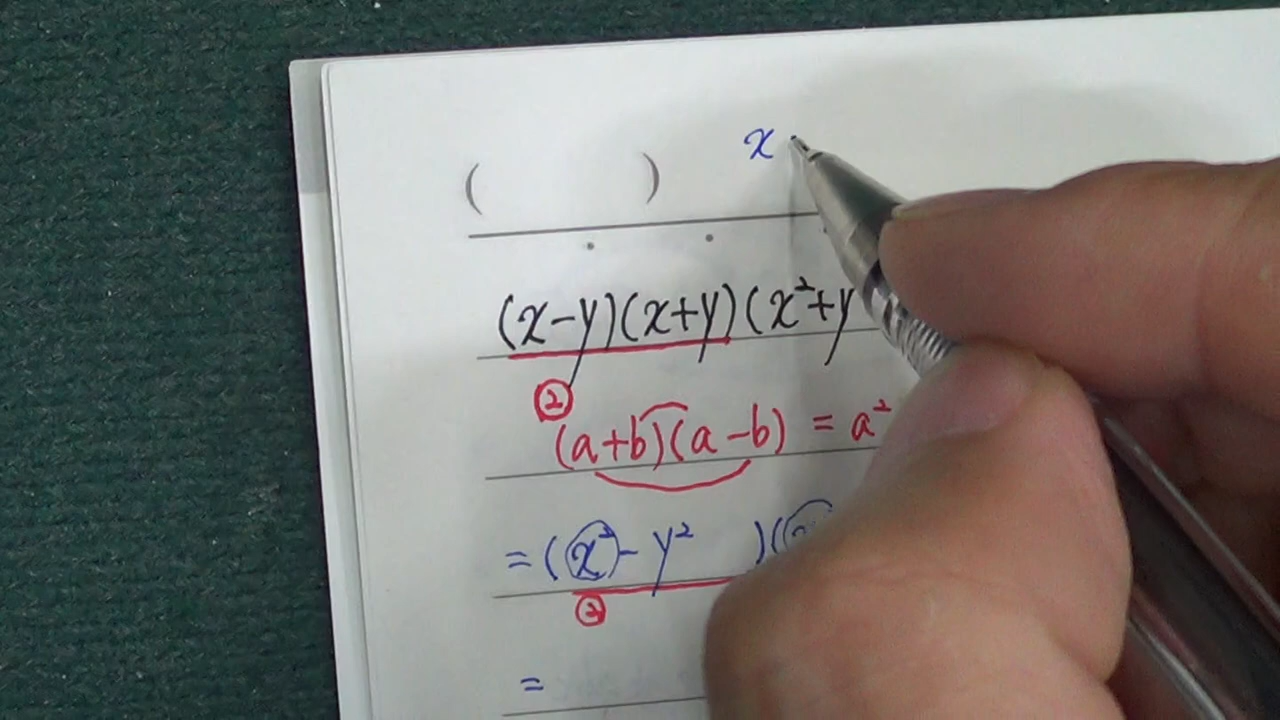 ( ) x
(x-y)(x+y)(x²+y
②
(a+b)(a-b) = a²
= (x²- y² )(
②
=